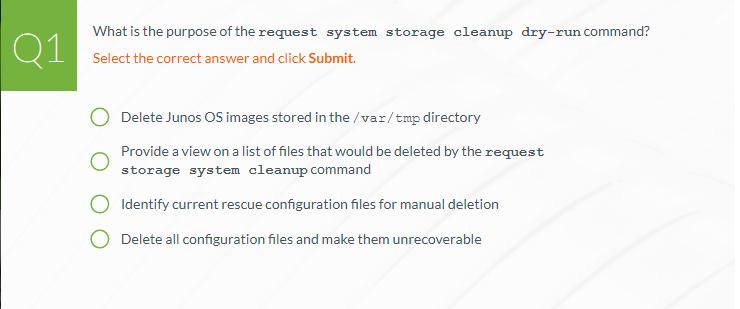 Q1
What is the purpose of the request system storage cleanup dry-run command?
Select the correct answer and click Submit.
Delete Junos OS images stored in the /var/tmp directory
Provide a view on a list of files that would be deleted by the request
storage system cleanup command
Identify current rescue configuration files for manual deletion
Delete all configuration files and make them unrecoverable